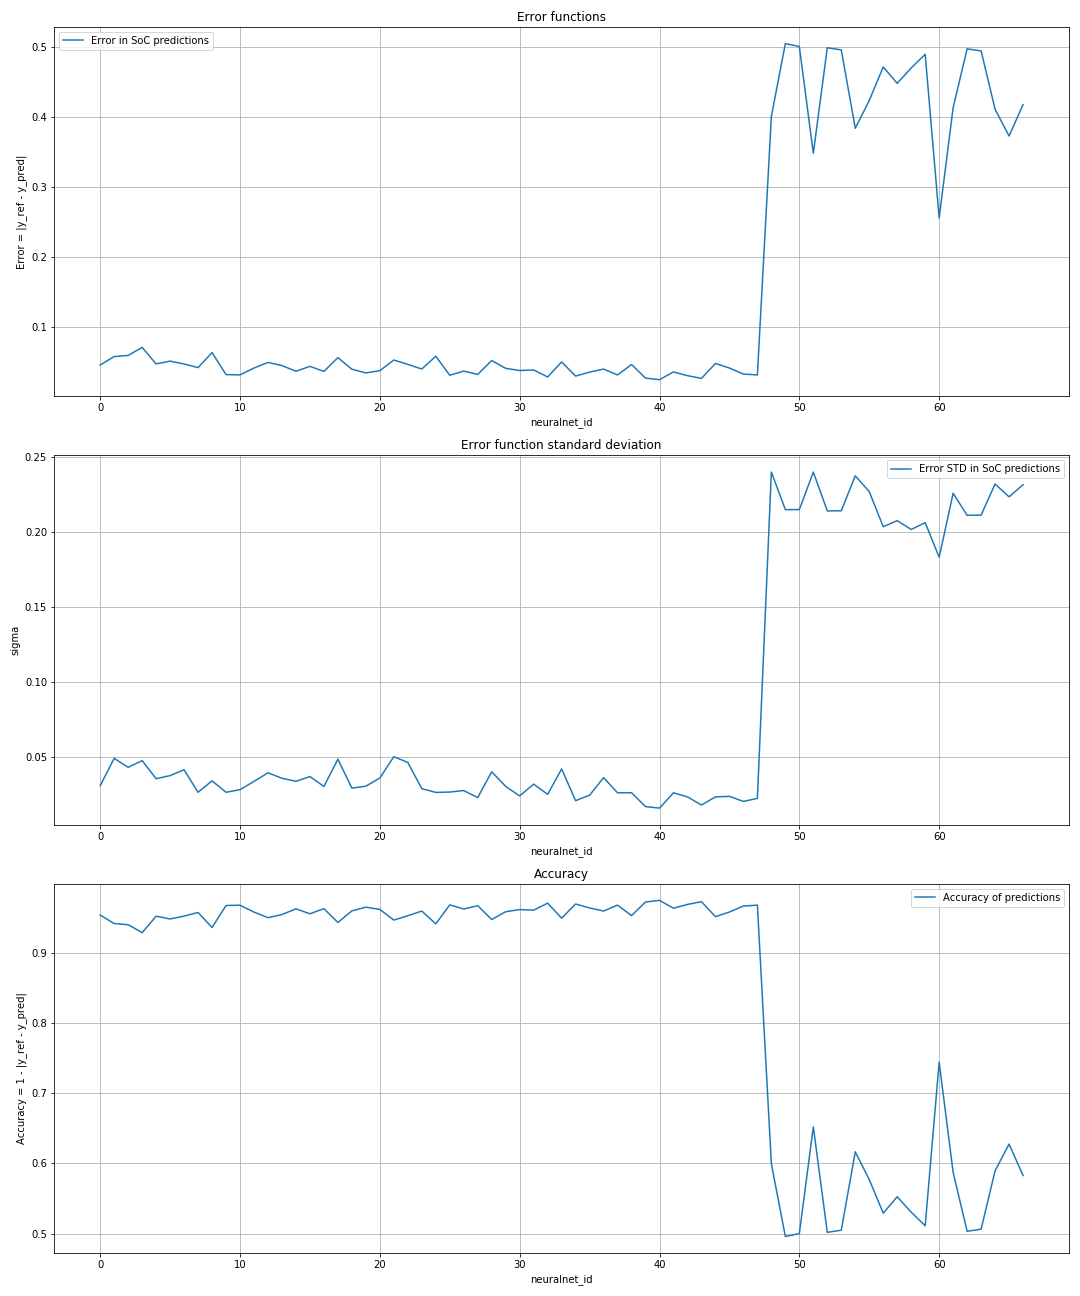 Error functions
Error in SoC predictions
0.5
0.4
0.3
0.2
0.1
Error = |y_ref - y_pred|
0 10 20 30 40 50 60
neuralnet_id
Error function standard deviation
Error STD in SoC predictions
0.25
0.20
0.15
0.10
0.05
sigma
0 10 20 30 40 50 60
neuralnet_id
Accuracy
Accuracy of predictions
0.9
0.8
0.7
0.6
0.5
Accuracy = 1 - |y_ref - y_pred|
0 10 20 30 40 50 60
neuralnet_id